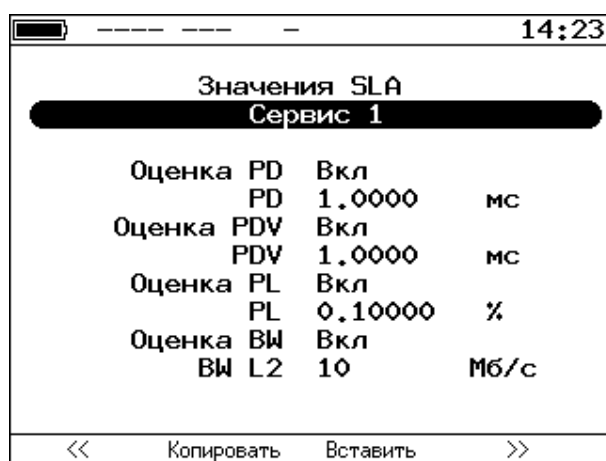 ---- --- - 14:23
Значения SLA
Сервис 1
Оценка PD Вкл
PD 1.0000 мс
Оценка PDV Вкл
PDV 1.0000 мс
Оценка PL Вкл
PL 0.10000 %
Оценка BW Вкл
BW L2 10 Мб/с
<< Копировать Вставить >>